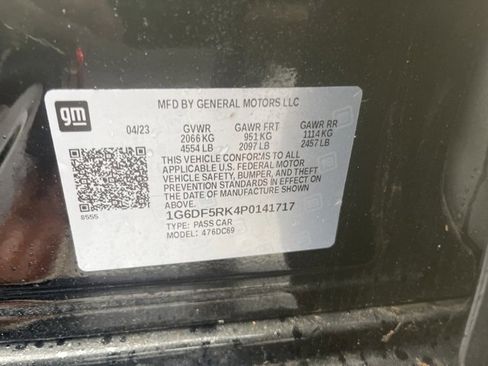 gm
MFD BY GENERAL MOTORS LLC
04/23 GVWR GAWR FRT GAWR RR
2066 KG 951 KG 1114 KG
4554 LB 2097 LB 2457 LB
THIS VEHICLE CONFORMS TO ALL
APPLICABLE U.S. FEDERAL MOTOR
VEHICLE SAFETY, BUMPER, AND THEFT
PREVENTION STANDARDS IN EFFECT ON
THE DATE OF MANUFACTURE SHOWN
ABOVE.
1G6DF5RK4P0141717
8555
TYPE: PASS CAR
MODEL: 476DC69